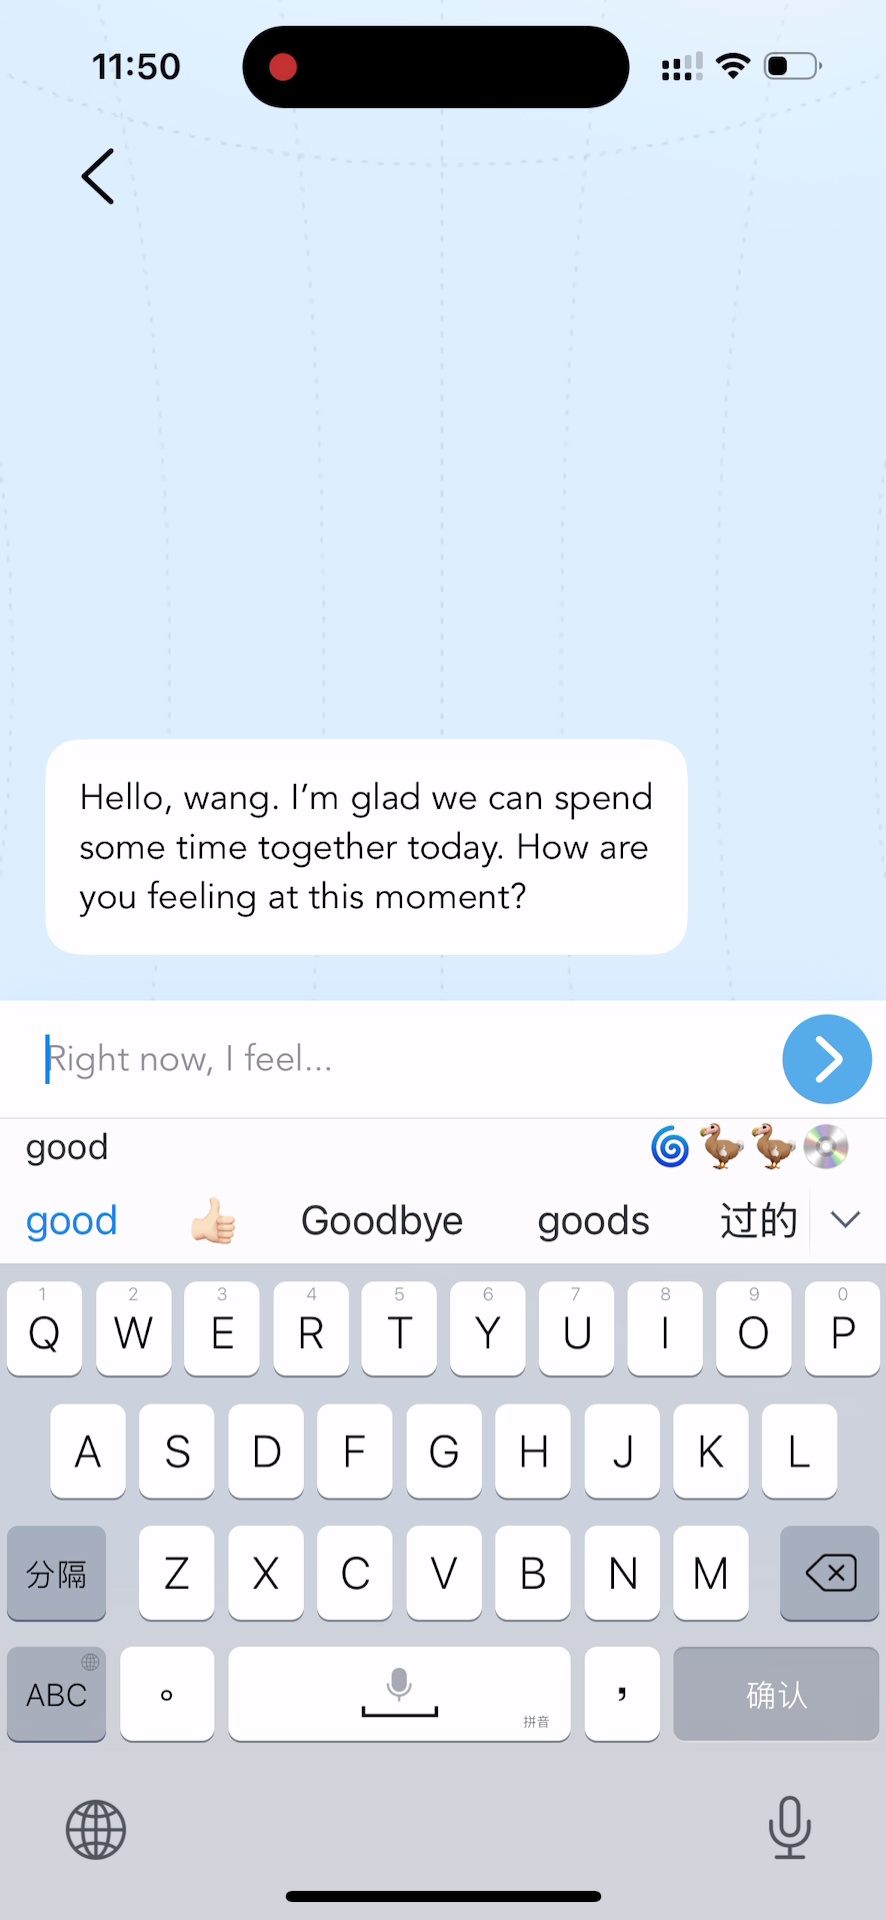 11:50
Hello, wang. I’m glad we can spend
some time together today. How are
you feeling at this moment?
Right now, I feel...
good
good Goodbye goods 过的
1 2 3 4 5 6 7 8 9 0
Q W E R T Y U I O P
A S D F G H J K L
分隔 Z X C V B N M
ABC 。 拼音 , 确认